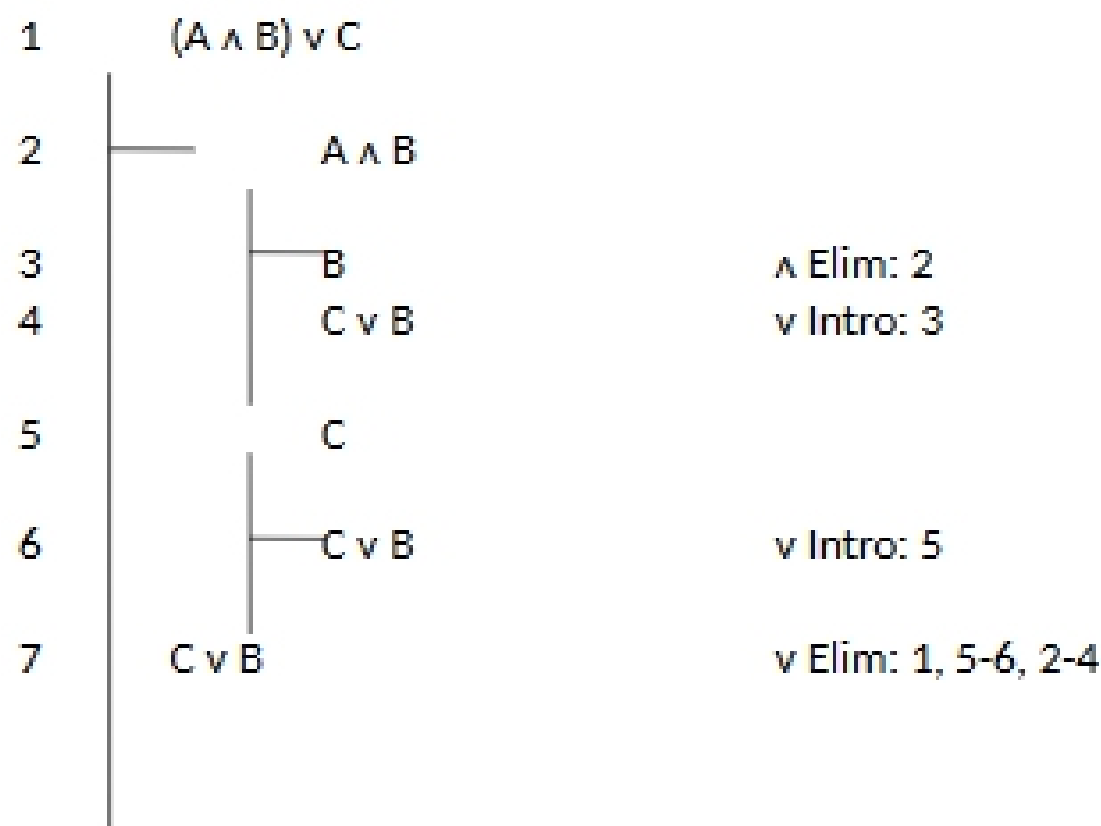 1 (A ∧ B) ∨ C
2 A ∧ B
3 B ∧ Elim: 2
4 C ∨ B ∨ Intro: 3
5 C
6 C ∨ B ∨ Intro: 5
7 C ∨ B ∨ Elim: 1, 5-6, 2-4